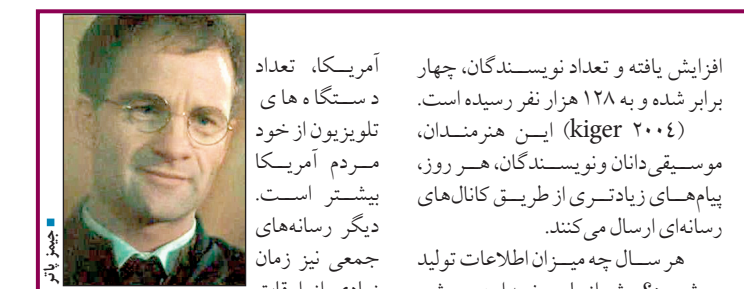 افزایش یافته و تعداد نویسندگان، چهار
برابر شده و به ۱۲۸ هزار نفر رسیده است.
(kiger ۲۰۰٤) این هنرمندان،
موسیقی‌دانان ونویسندگان، هر روز،
پیام‌های زیادتری از طریق کانال‌های
رسانه‌ای ارسال می‌کنند.
هر سال چه میزان اطلاعات تولید
آمریکا، تعداد
دستگاه‌های
تلویزیون از خود
مردم آمریکا
بیشتر است.
دیگر رسانه‌های
جمعی نیز زمان
جیمز پاتر